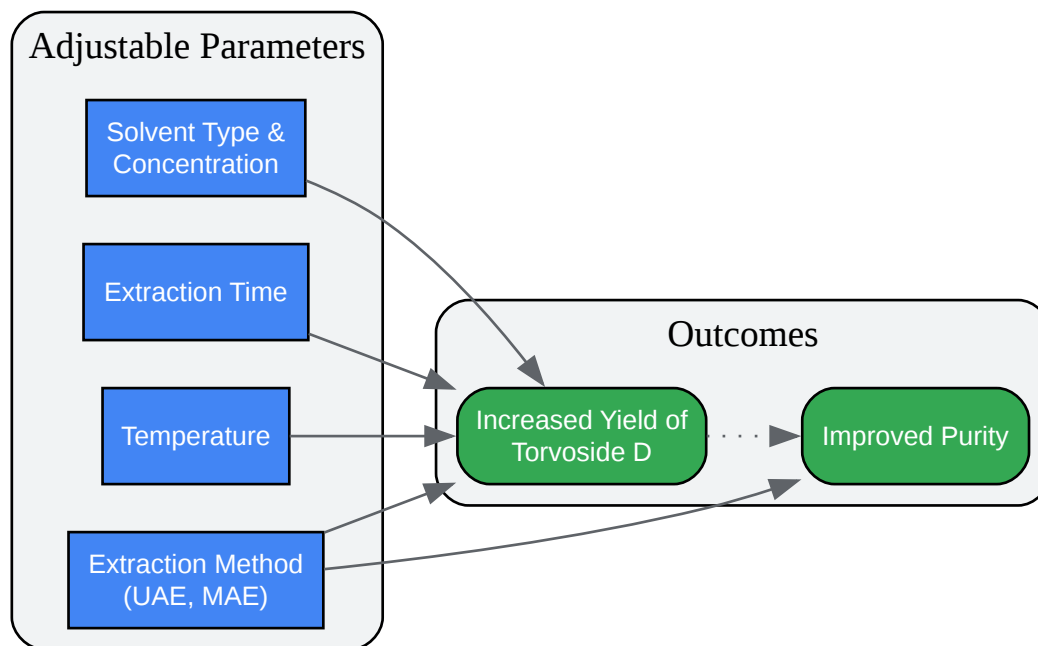 Adjustable Parameters
Solvent Type &
Concentration
Extraction Time
Temperature
Extraction Method
(UAE, MAE)
Outcomes
Increased Yield of
Torvoside D
Improved Purity